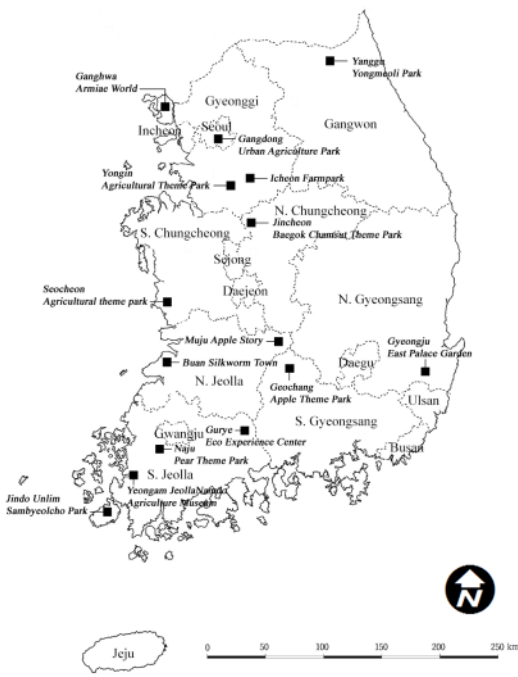 Yanggu
Yongmeoli Park
Ganghwa
Armiae World
Gyeonggi
Gangwon
Incheon
Seoul
Gangdong
Urban Agriculture Park
Yongin
Agricultural Theme Park
Icheon Farmpark
N. Chungcheong
Jincheon
Baegok Chamsut Theme Park
S. Chungcheong
Sejong
Daejeon
Seocheon
Agricultural theme park
N. Gyeongsang
Muju Apple Story
Gyeongju
East Palace Garden
Buan Silkworm Town
Daegu
N. Jeolla
Geochang
Apple Theme Park
Ulsan
S. Gyeongsang
Gurye
Eco Experience Center
Gwangju
Naju
Pear Theme Park
Busan
S. Jeolla
Yeongam JeollaNamdo
Agriculture Museum
Jindo Unlim
Sambyeolcho Park
N
Jeju
0 50 100 150 200 250 km